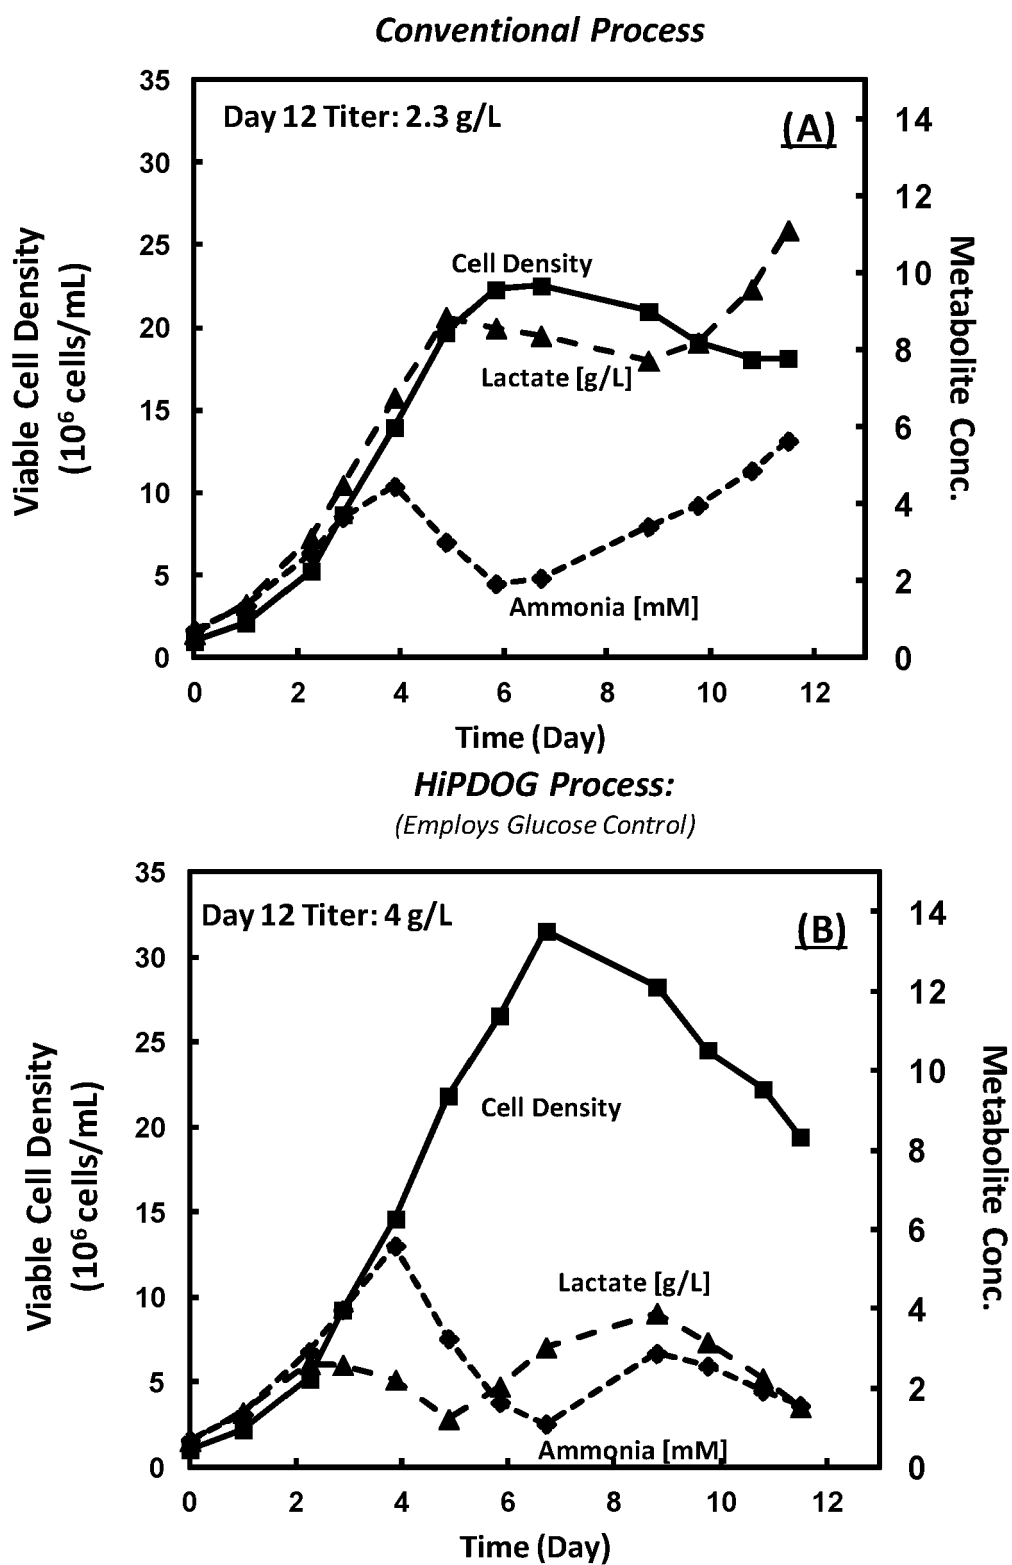 Conventional Process
Day 12 Titer: 2.3 g/L
(A)
35
30
25
20
15
10
5
0
14
12
10
8
6
4
2
0
Viable Cell Density
(10⁶ cells/mL)
Metabolite Conc.
Cell Density
Lactate [g/L]
Ammonia [mM]
0 2 4 6 8 10 12
Time (Day)
HiPDOG Process:
(Employs Glucose Control)
Day 12 Titer: 4 g/L
(B)
35
30
25
20
15
10
5
0
14
12
10
8
6
4
2
0
Viable Cell Density
(10⁶ cells/mL)
Metabolite Conc.
Cell Density
Lactate [g/L]
Ammonia [mM]
0 2 4 6 8 10 12
Time (Day)